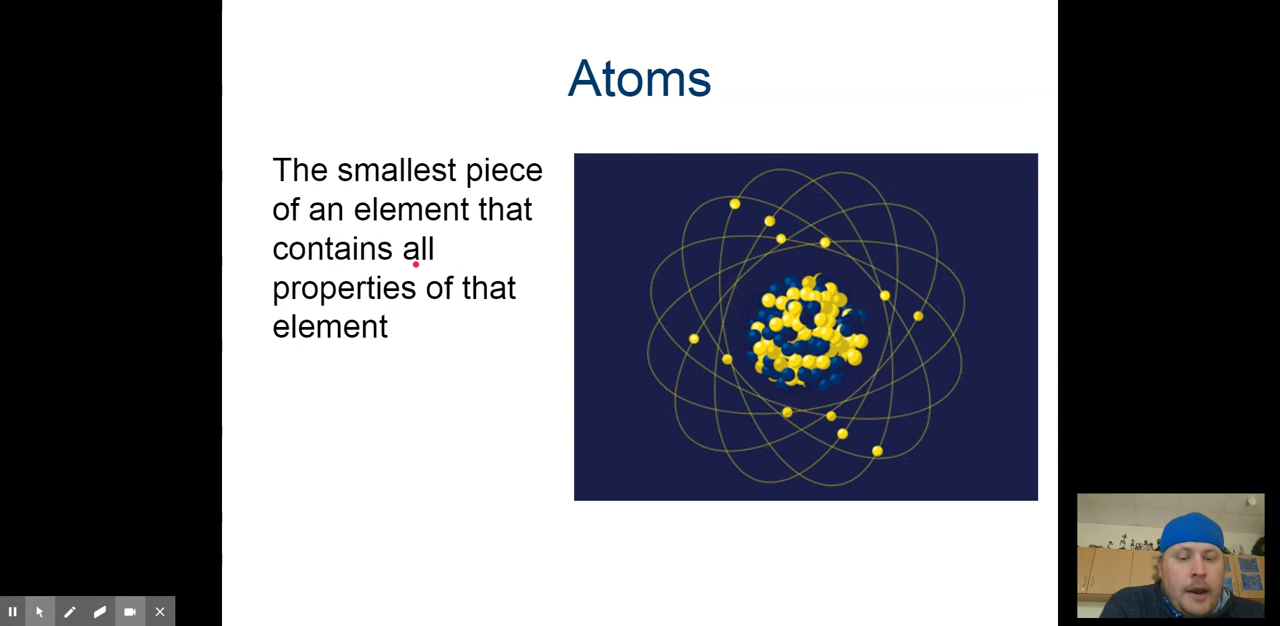 Atoms
The smallest piece
of an element that
contains all
properties of that
element